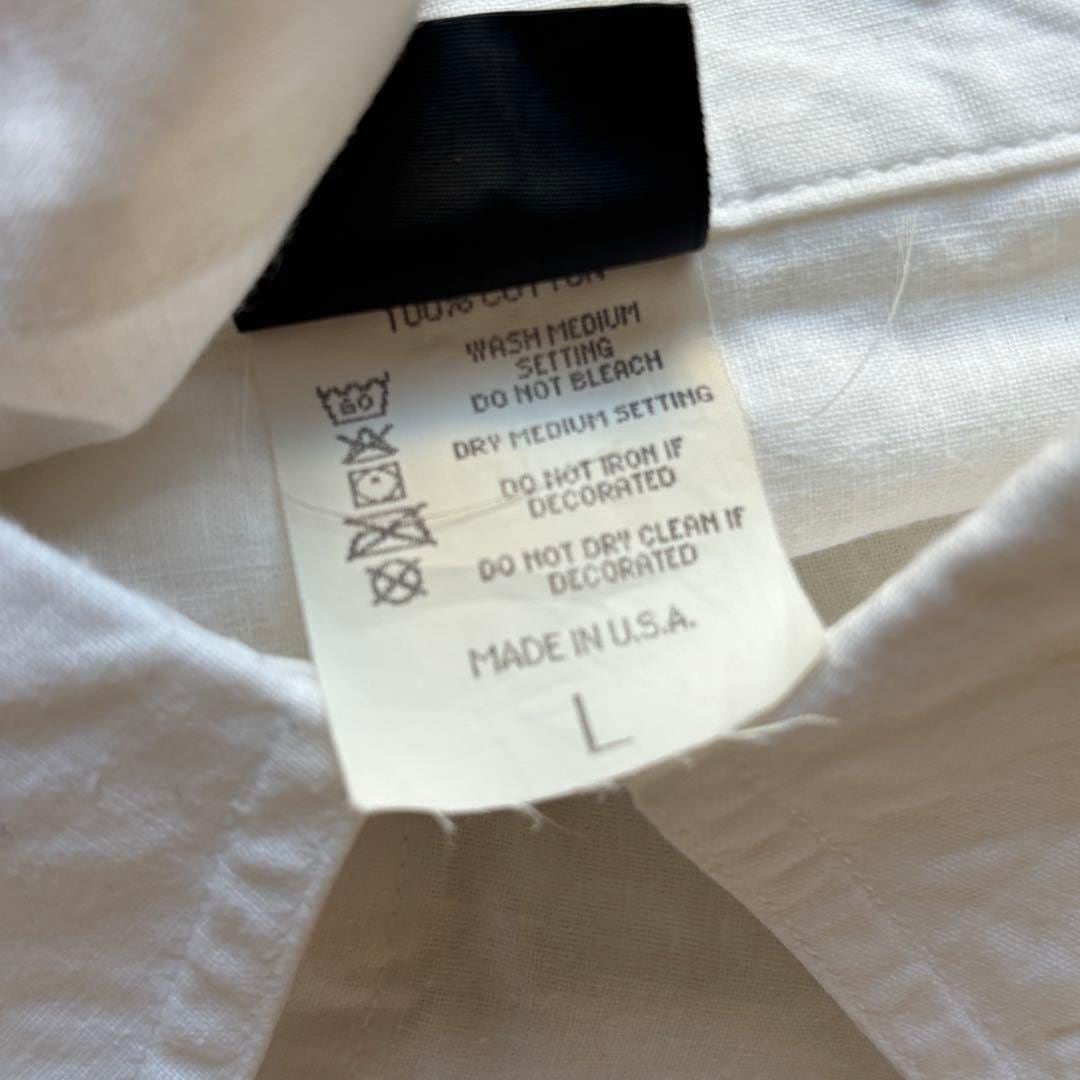 100% COTTON
WASH MEDIUM
SETTING
DO NOT BLEACH
DRY MEDIUM SETTING
DO NOT IRON IF
DECORATED
DO NOT DRY CLEAN IF
DECORATED
MADE IN U.S.A.
L
60